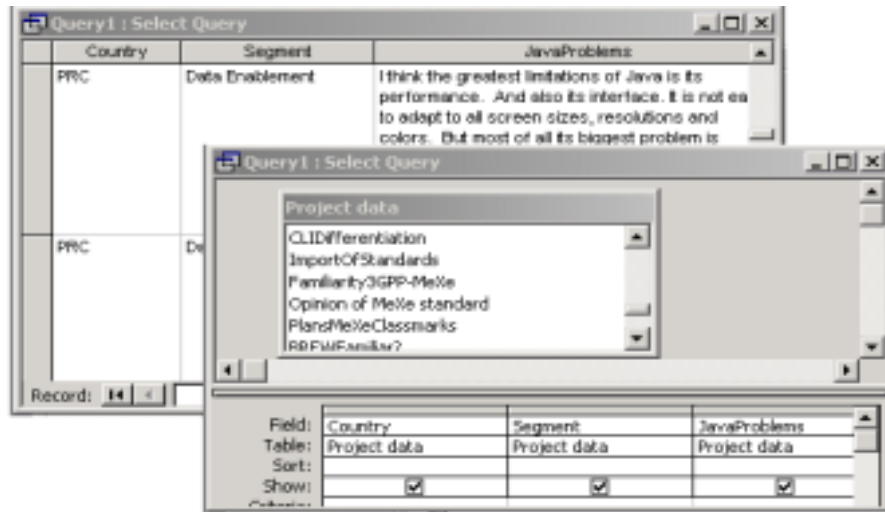 Query1 : Select Query
Country Segment JavaProblems
PRC Data Enablement I think the greatest limitations of Java is its
performance. And also its interface. It is not ea
to adapt to all screen sizes, resolutions and
colors. But most of all its biggest problem is
PRC De
Record:
Query1 : Select Query
Project data
CLIDifferentiation
ImportOfStandards
Familiarity3GPP-MeXe
Opinion of MeXe standard
PlansMeXeClassmarks
BREWFamiliar?
Field: Country Segment JavaProblems
Table: Project data Project data Project data
Sort:
Show:
Criteria: